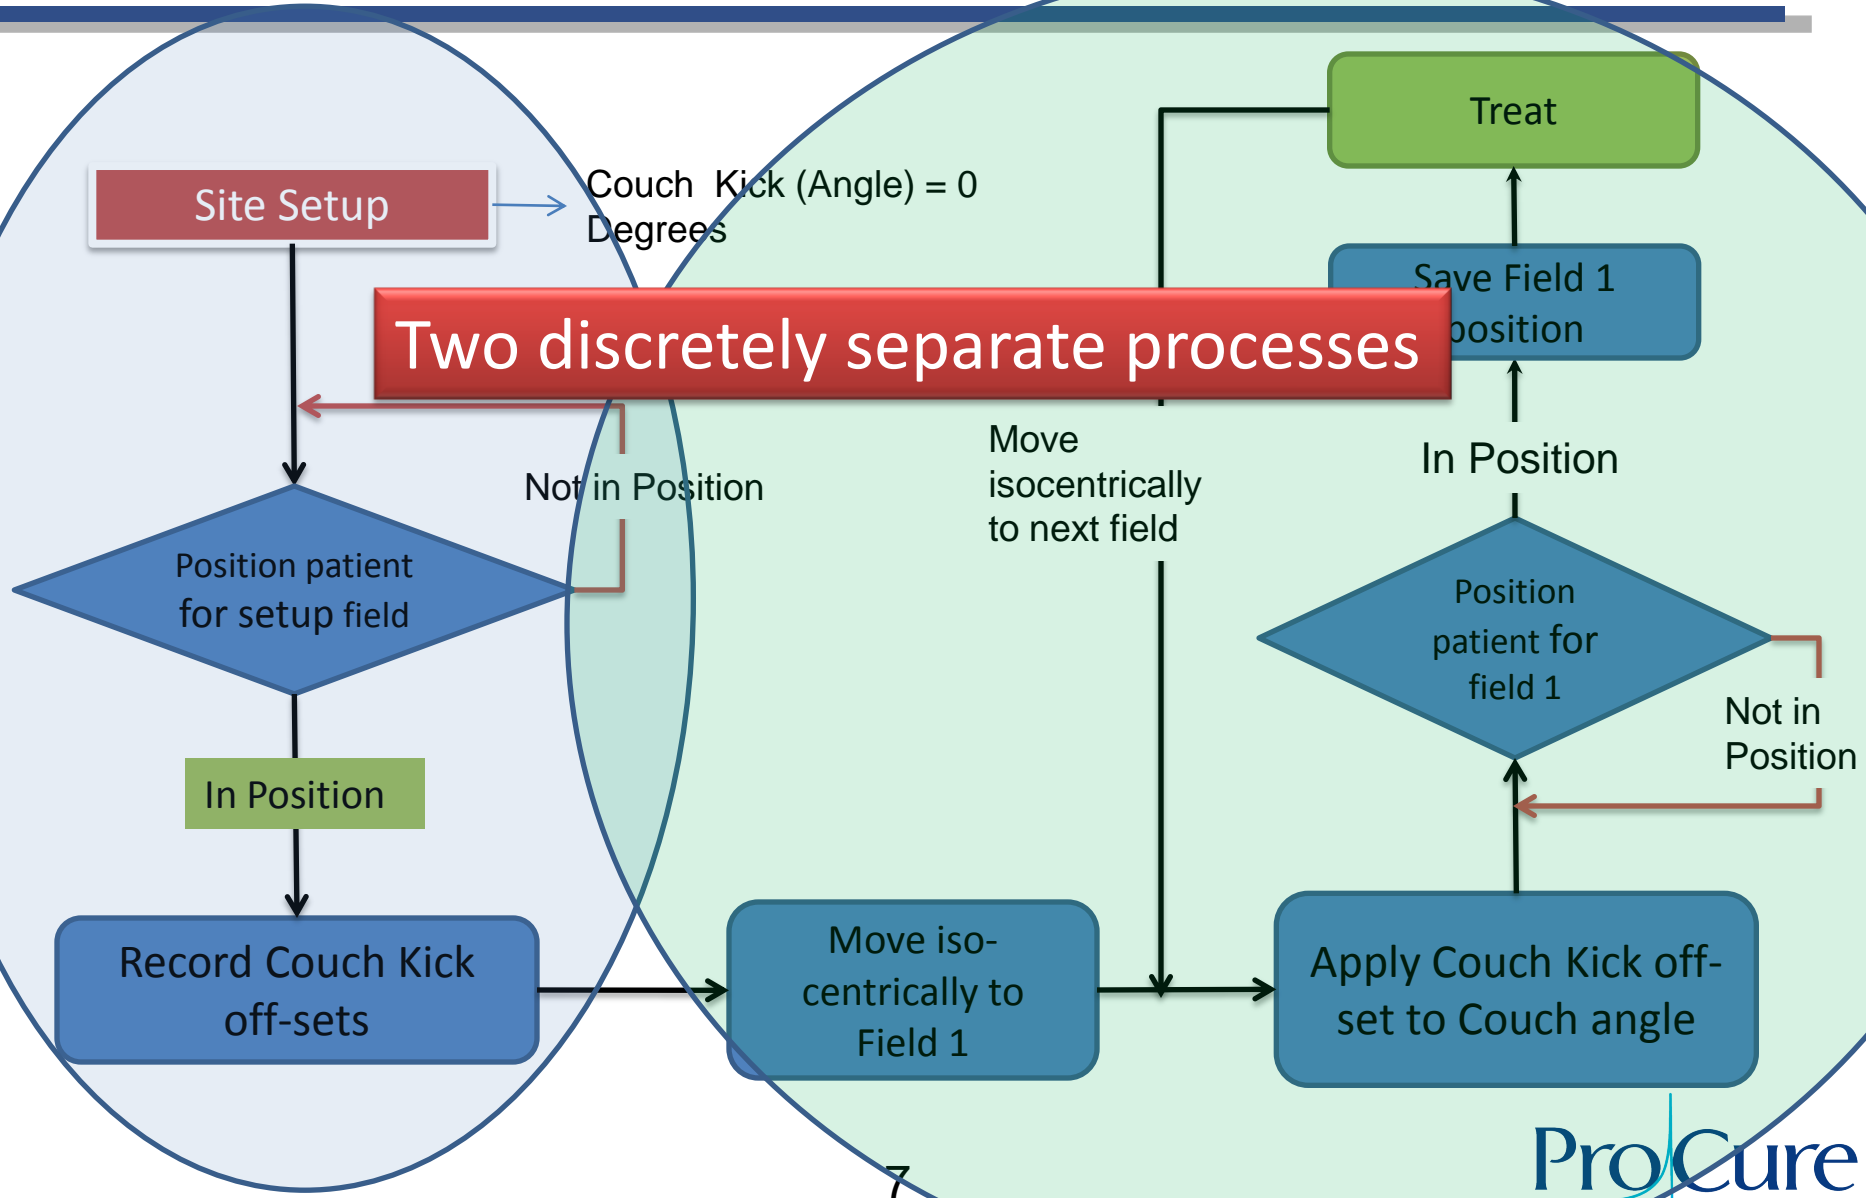 Treat
Site Setup
Couch Kick (Angle) = 0
Degrees
Save Field 1
position
Two discretely separate processes
Move
isocentrically
to next field
In Position
Not in Position
Position patient
for setup field
Position
patient for
field 1
Not in
Position
In Position
Record Couch Kick
off-sets
Move iso-
centrically to
Field 1
Apply Couch Kick off-
set to Couch angle
ProCure
7